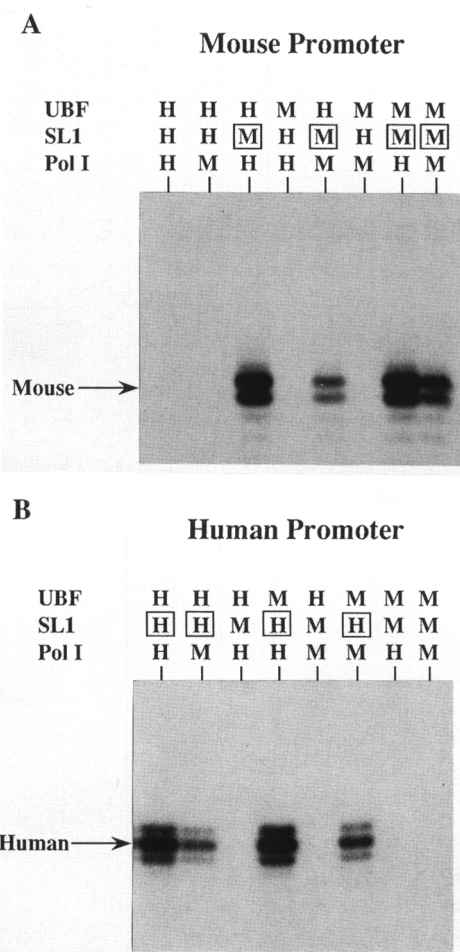 A
Mouse Promoter
UBF H H H M H M M M
SL1 H H M H M H M M
Pol I H M H H M M H M
Mouse
B
Human Promoter
UBF H H H M H M M M
SL1 H H M H M H M M
Pol I H M H H M M H M
Human